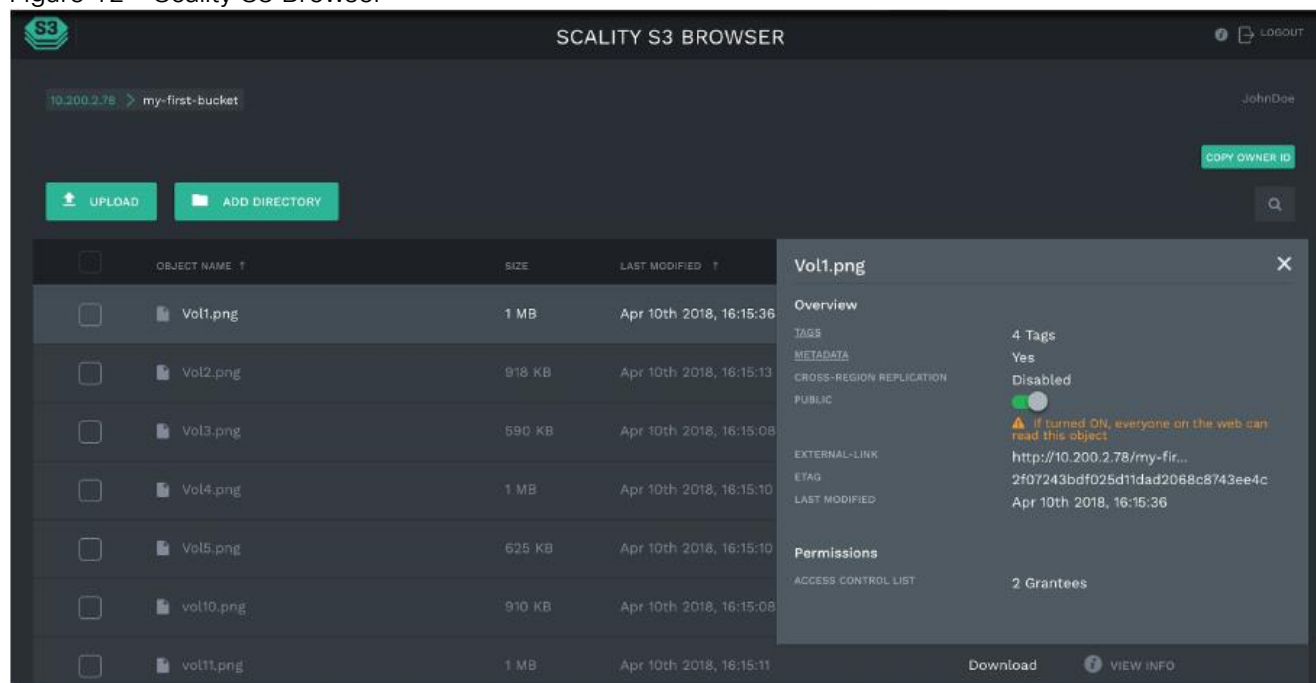 Figure 12 Scality S3 Browser
S3
SCALITY S3 BROWSER
LOGOUT
10.200.2.78 > my-first-bucket
JohnDoe
COPY OWNER ID
UPLOAD ADD DIRECTORY
OBJECT NAME ↑ SIZE LAST MODIFIED ↑
Vol1.png 1 MB Apr 10th 2018, 16:15:36
Vol2.png 918 KB Apr 10th 2018, 16:15:13
Vol3.png 590 KB Apr 10th 2018, 16:15:08
Vol4.png 1 MB Apr 10th 2018, 16:15:10
Vol5.png 625 KB Apr 10th 2018, 16:15:10
vol10.png 910 KB Apr 10th 2018, 16:15:08
vol11.png 1 MB Apr 10th 2018, 16:15:11
Vol1.png
Overview
TAGS 4 Tags
METADATA Yes
CROSS-REGION REPLICATION Disabled
PUBLIC
If turned ON, everyone on the web can
read this object
EXTERNAL-LINK http://10.200.2.78/my-fir...
ETAG 2f07243bdf025d11dad2068c8743ee4c
LAST MODIFIED Apr 10th 2018, 16:15:36
Permissions
ACCESS CONTROL LIST 2 Grantees
Download VIEW INFO